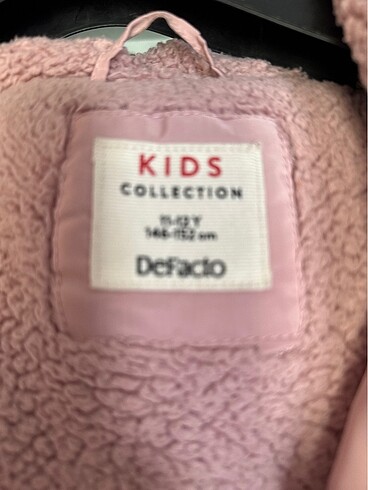 KIDS
COLLECTION
11-12 Y
146-152 cm
DeFacto